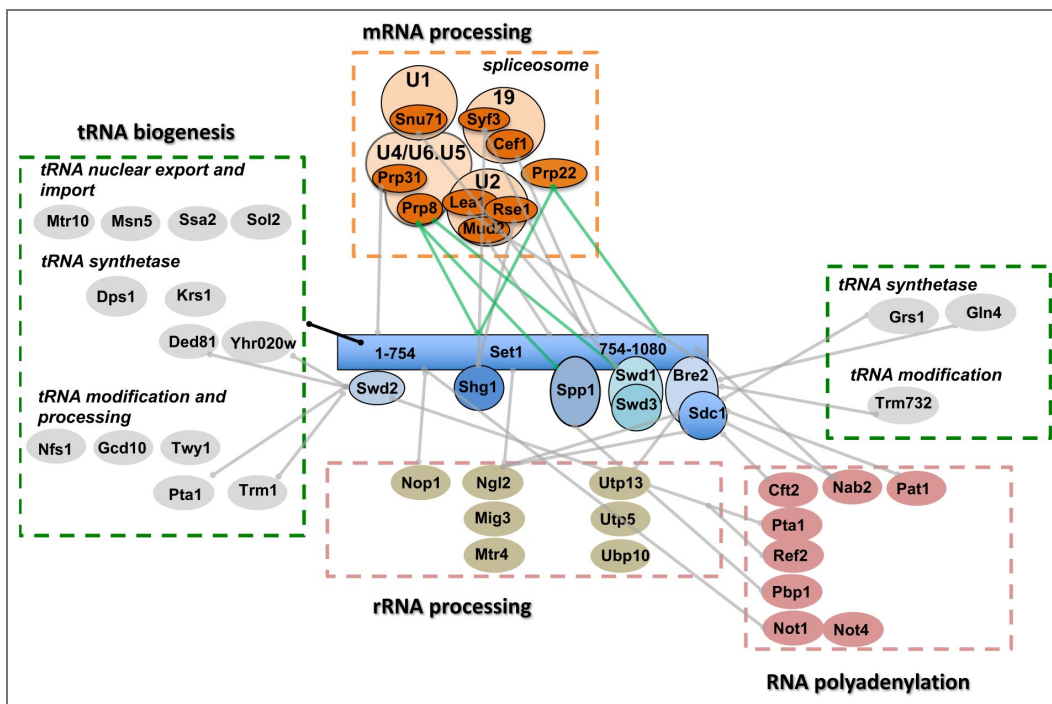 mRNA processing
spliceosome
U1
Snu71
19
Syf3
Cef1
U4/U6.U5
Prp31
Prp8
U2
Lea1
Rse1
Mud2
Prp22
tRNA biogenesis
tRNA nuclear export and
import
Mtr10 Msn5 Ssa2 Sol2
tRNA synthetase
Dps1 Krs1
Ded81 Yhr020w
tRNA modification and
processing
Nfs1 Gcd10 Twy1
Pta1 Trm1
1-754 Set1 754-1080
Swd2 Shg1 Spp1 Swd1 Bre2
Swd3 Sdc1
tRNA synthetase
Grs1 Gln4
tRNA modification
Trm732
Nop1 Ngl2 Utp13
Mig3 Utp5
Mtr4 Ubp10
rRNA processing
Cft2 Nab2 Pat1
Pta1
Ref2
Pbp1
Not1 Not4
RNA polyadenylation